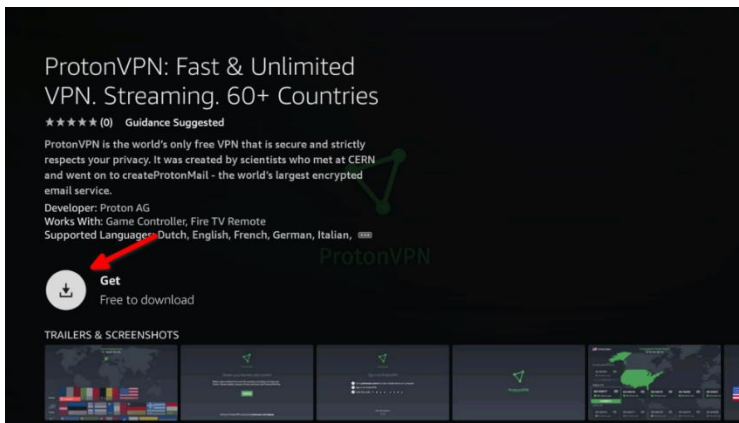 ProtonVPN: Fast & Unlimited
VPN. Streaming. 60+ Countries
(0) Guidance Suggested
ProtonVPN is the world's only free VPN that is secure and strictly
respects your privacy. It was created by scientists who met at CERN
and went on to createProtonMail - the world's largest encrypted
email service.
Developer: Proton AG
Works With: Game Controller, Fire TV Remote
Supported Languages: Dutch, English, French, German, Italian,
ProtonVPN
Get
Free to download
TRAILERS & SCREENSHOTS